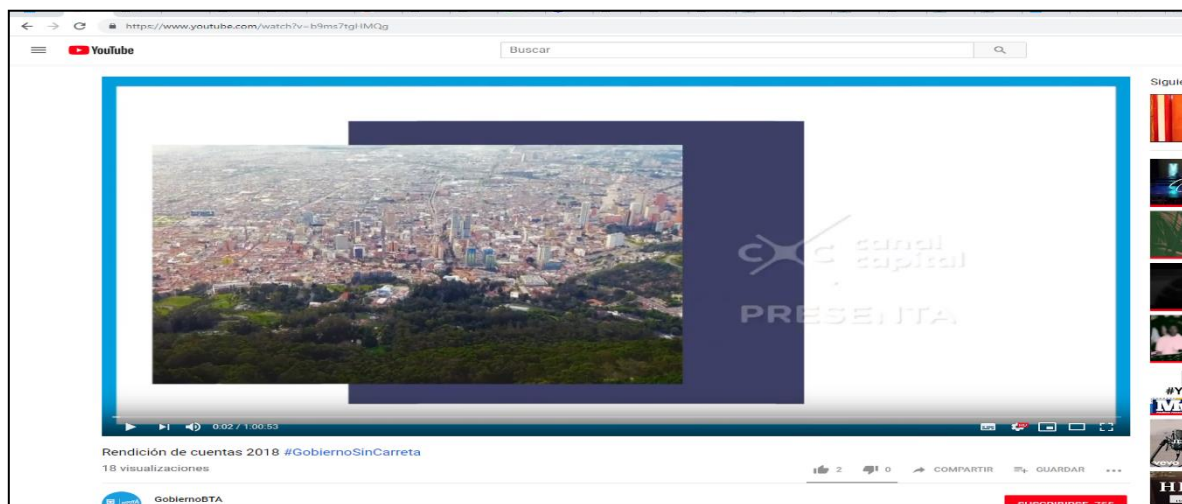 https://www.youtube.com/watch?v=b9ms7tgHMQg
YouTube
Buscar
Siguie
canal
capital
PRESENTA
0:02 / 1:00:53
Rendición de cuentas 2018 #GobiernoSinCarreta
18 visualizaciones
2 0 COMPARTIR GUARDAR
GobiernoBTA
SUSCRIBIRSE